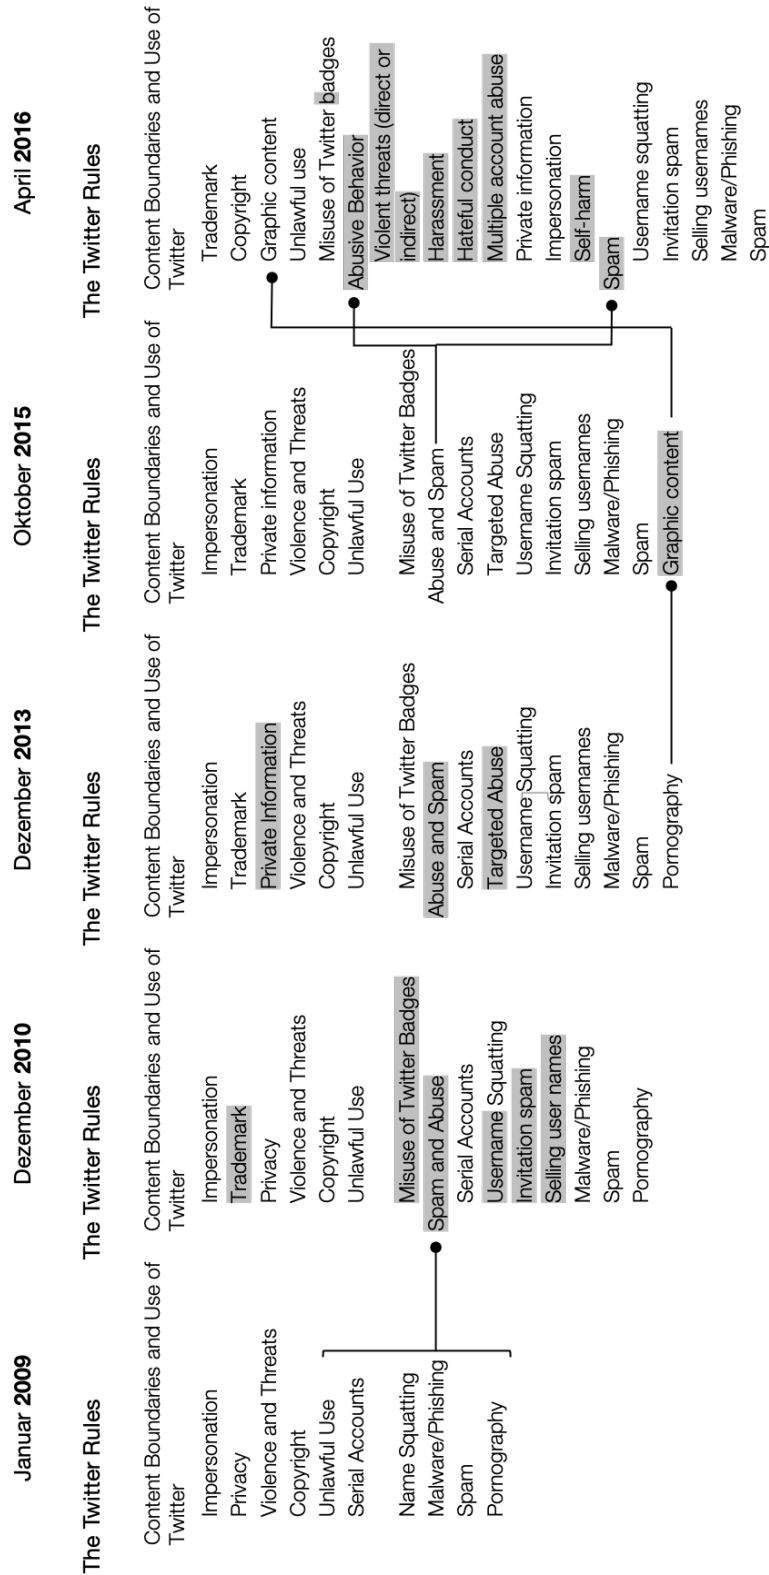 Januar 2009
The Twitter Rules
Content Boundaries and Use of
Twitter
Impersonation
Privacy
Violence and Threats
Copyright
Unlawful Use
Serial Accounts
Name Squatting
Malware/Phishing
Spam
Pornography
Dezember 2010
The Twitter Rules
Content Boundaries and Use of
Twitter
Impersonation
Trademark
Privacy
Violence and Threats
Copyright
Unlawful Use
Misuse of Twitter Badges
Spam and Abuse
Serial Accounts
Username Squatting
Invitation spam
Selling user names
Malware/Phishing
Spam
Pornography
Dezember 2013
The Twitter Rules
Content Boundaries and Use of
Twitter
Impersonation
Trademark
Private Information
Violence and Threats
Copyright
Unlawful Use
Misuse of Twitter Badges
Abuse and Spam
Serial Accounts
Targeted Abuse
Username Squatting
Invitation spam
Selling usernames
Malware/Phishing
Spam
Pornography
Oktober 2015
The Twitter Rules
Content Boundaries and Use of
Twitter
Impersonation
Trademark
Private information
Violence and Threats
Copyright
Unlawful Use
Misuse of Twitter Badges
Abuse and Spam
Serial Accounts
Targeted Abuse
Username Squatting
Invitation spam
Selling usernames
Malware/Phishing
Spam
Graphic content
April 2016
The Twitter Rules
Content Boundaries and Use of
Twitter
Trademark
Copyright
Graphic content
Unlawful use
Misuse of Twitter badges
Abusive Behavior
Violent threats (direct or
indirect)
Harassment
Hateful conduct
Multiple account abuse
Private information
Impersonation
Self-harm
Spam
Username squatting
Invitation spam
Selling usernames
Malware/Phishing
Spam